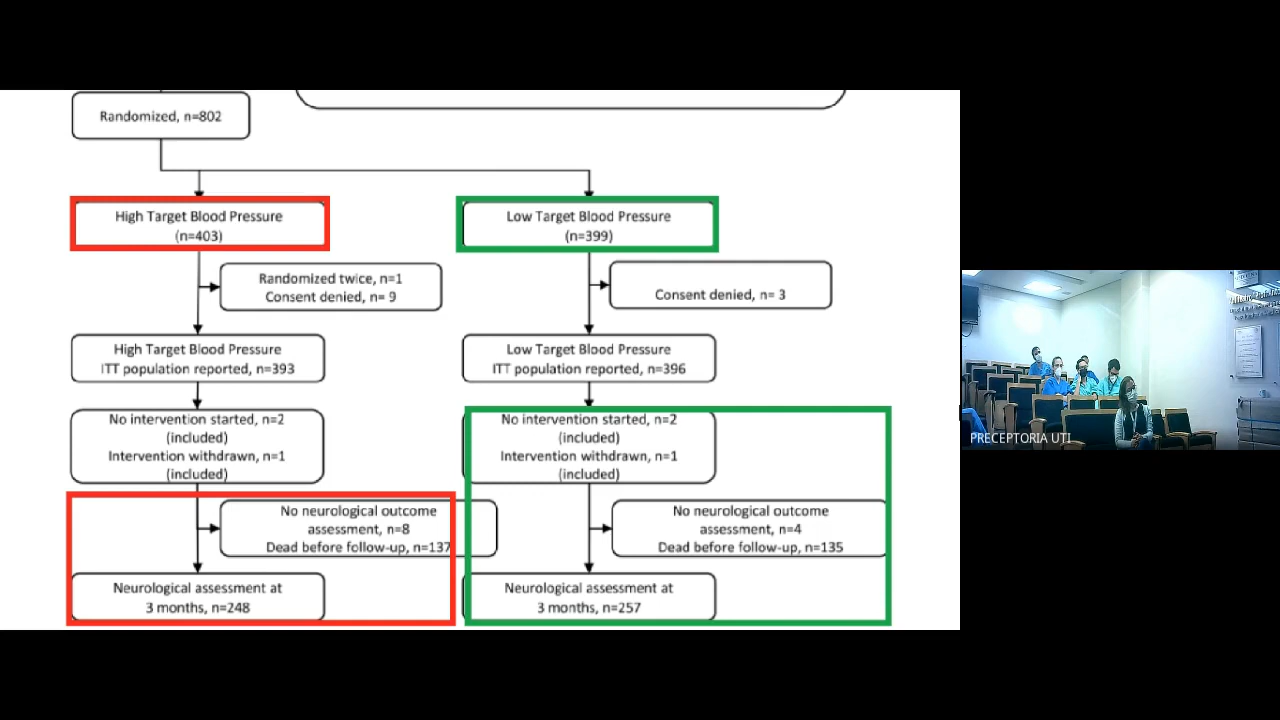 Randomized, n=802
High Target Blood Pressure
(n=403)
Low Target Blood Pressure
(n=399)
Randomized twice, n=1
Consent denied, n= 9
Consent denied, n= 3
High Target Blood Pressure
ITT population reported, n=393
Low Target Blood Pressure
ITT population reported, n=396
No intervention started, n=2
(included)
Intervention withdrawn, n=1
(included)
No intervention started, n=2
(included)
Intervention withdrawn, n=1
(included)
No neurological outcome
assessment, n=8
Dead before follow-up, n=137
No neurological outcome
assessment, n=4
Dead before follow-up, n=135
Neurological assessment at
3 months, n=248
Neurological assessment at
3 months, n=257
PRECEPTORIA UTI